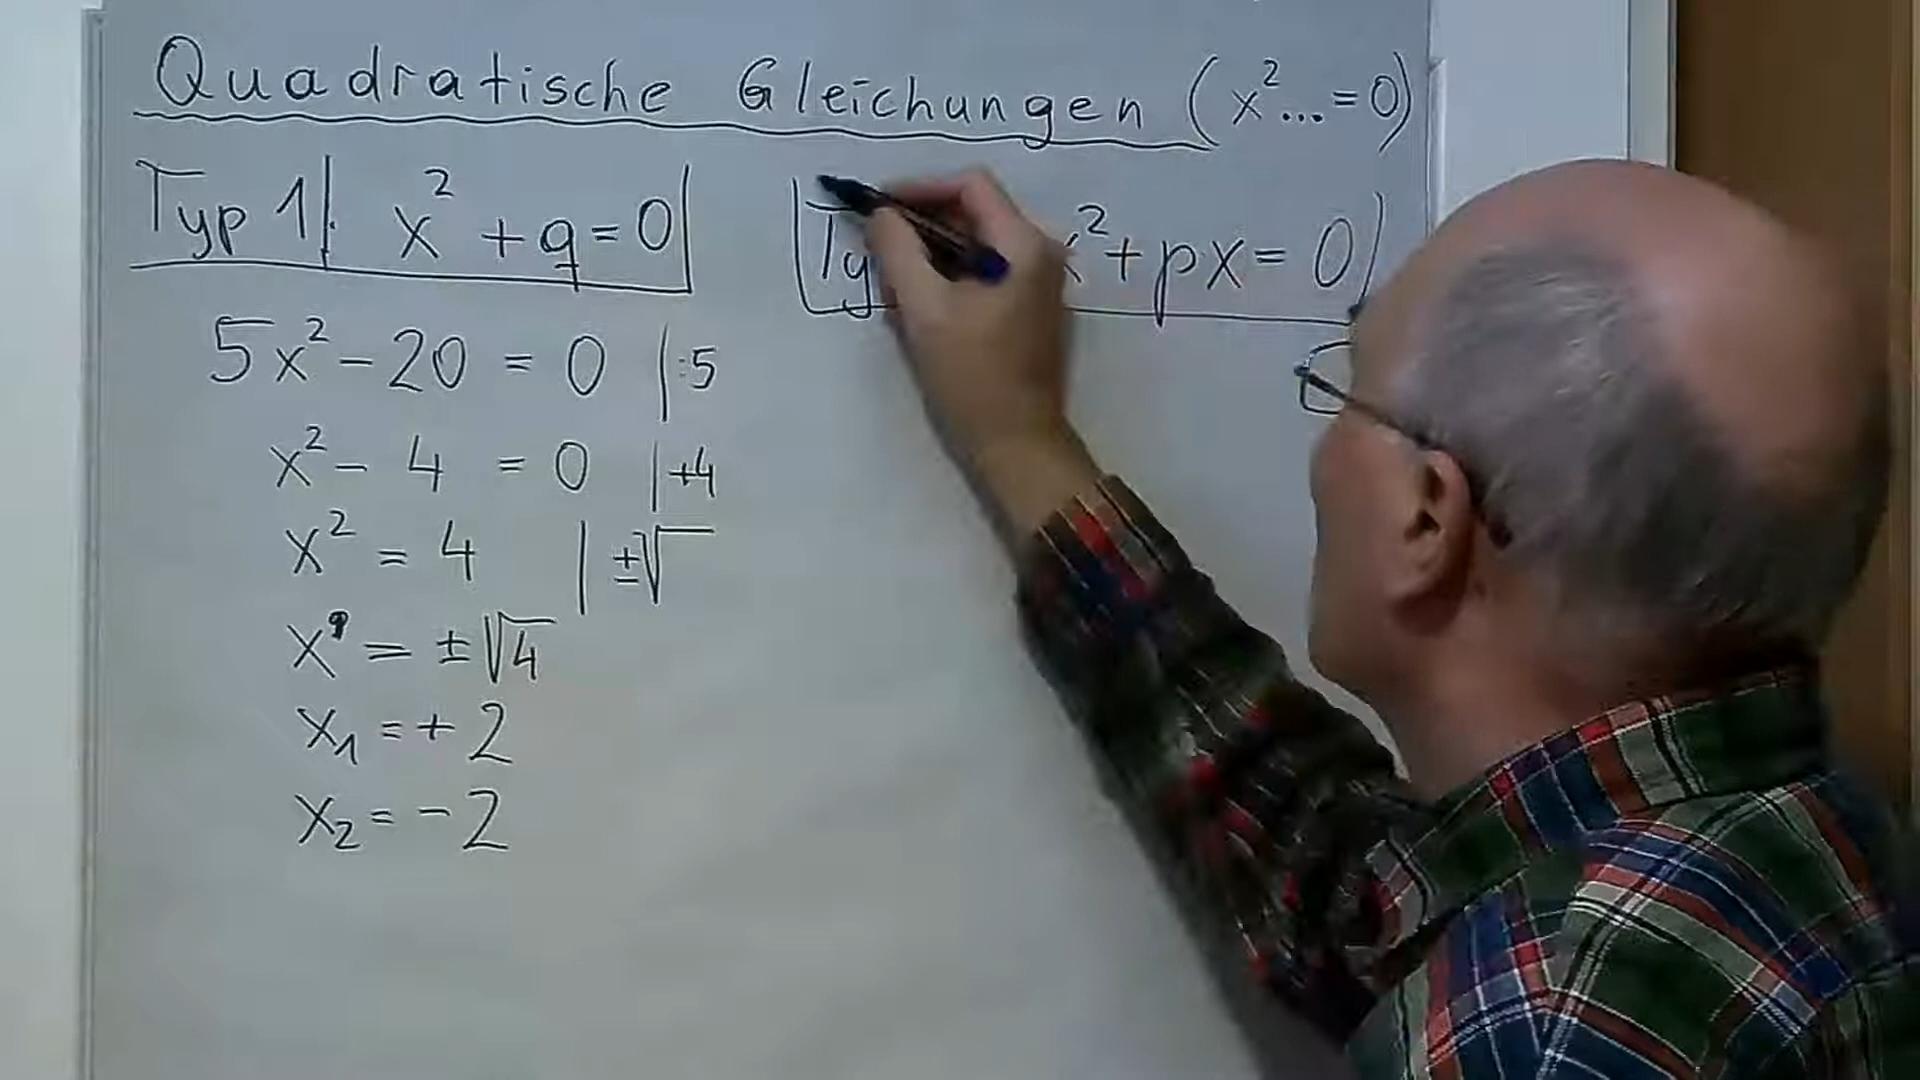 Quadratische Gleichungen (x²...=0)
Typ 1: x² + q = 0
5x² - 20 = 0 | :5
x² - 4 = 0 | +4
x² = 4 | ±√
x = ±√4
x₁ = + 2
x₂ = - 2
x² + px = 0